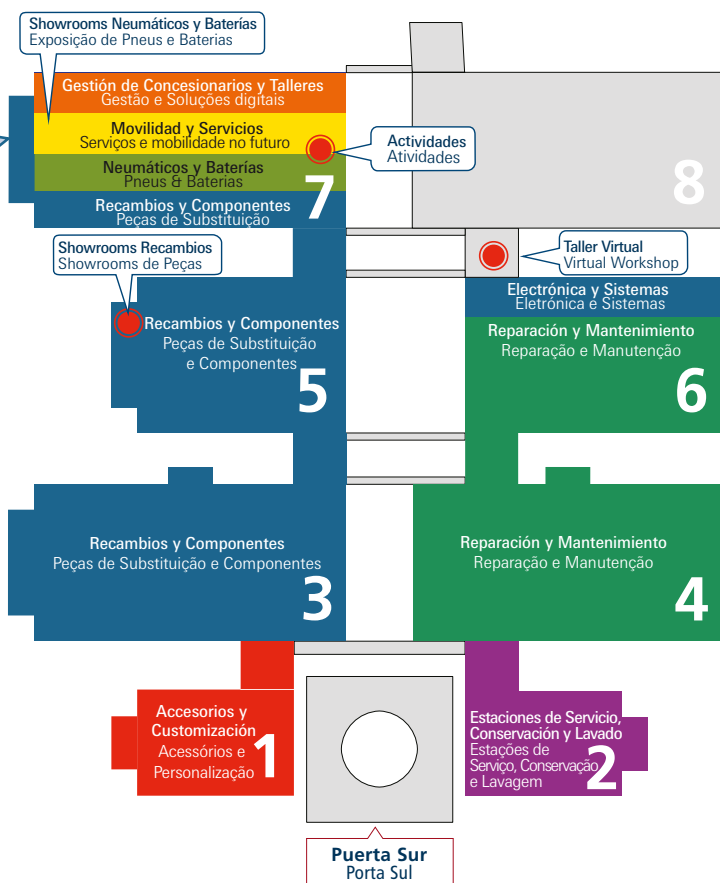 Showrooms Neumáticos y Baterías
Exposição de Pneus e Baterias
Gestión de Concesionarios y Talleres
Gestão e Soluções digitais
Movilidad y Servicios
Serviços e mobilidade no futuro
Actividades
Atividades
Neumáticos y Baterías
Pneus & Baterias
7
8
Recambios y Componentes
Peças de Substituição
Showrooms Recambios
Showrooms de Peças
Taller Virtual
Virtual Workshop
Electrónica y Sistemas
Eletrónica e Sistemas
Recambios y Componentes
Peças de Substituição
e Componentes
5
Reparación y Mantenimiento
Reparação e Manutenção
6
Recambios y Componentes
Peças de Substituição e Componentes
3
Reparación y Mantenimiento
Reparação e Manutenção
4
Accesorios y
Customización
Acessórios e
Personalização
1
Estaciones de Servicio,
Conservación y Lavado
Estações de
Serviço, Conservação
e Lavagem
2
Puerta Sur
Porta Sul